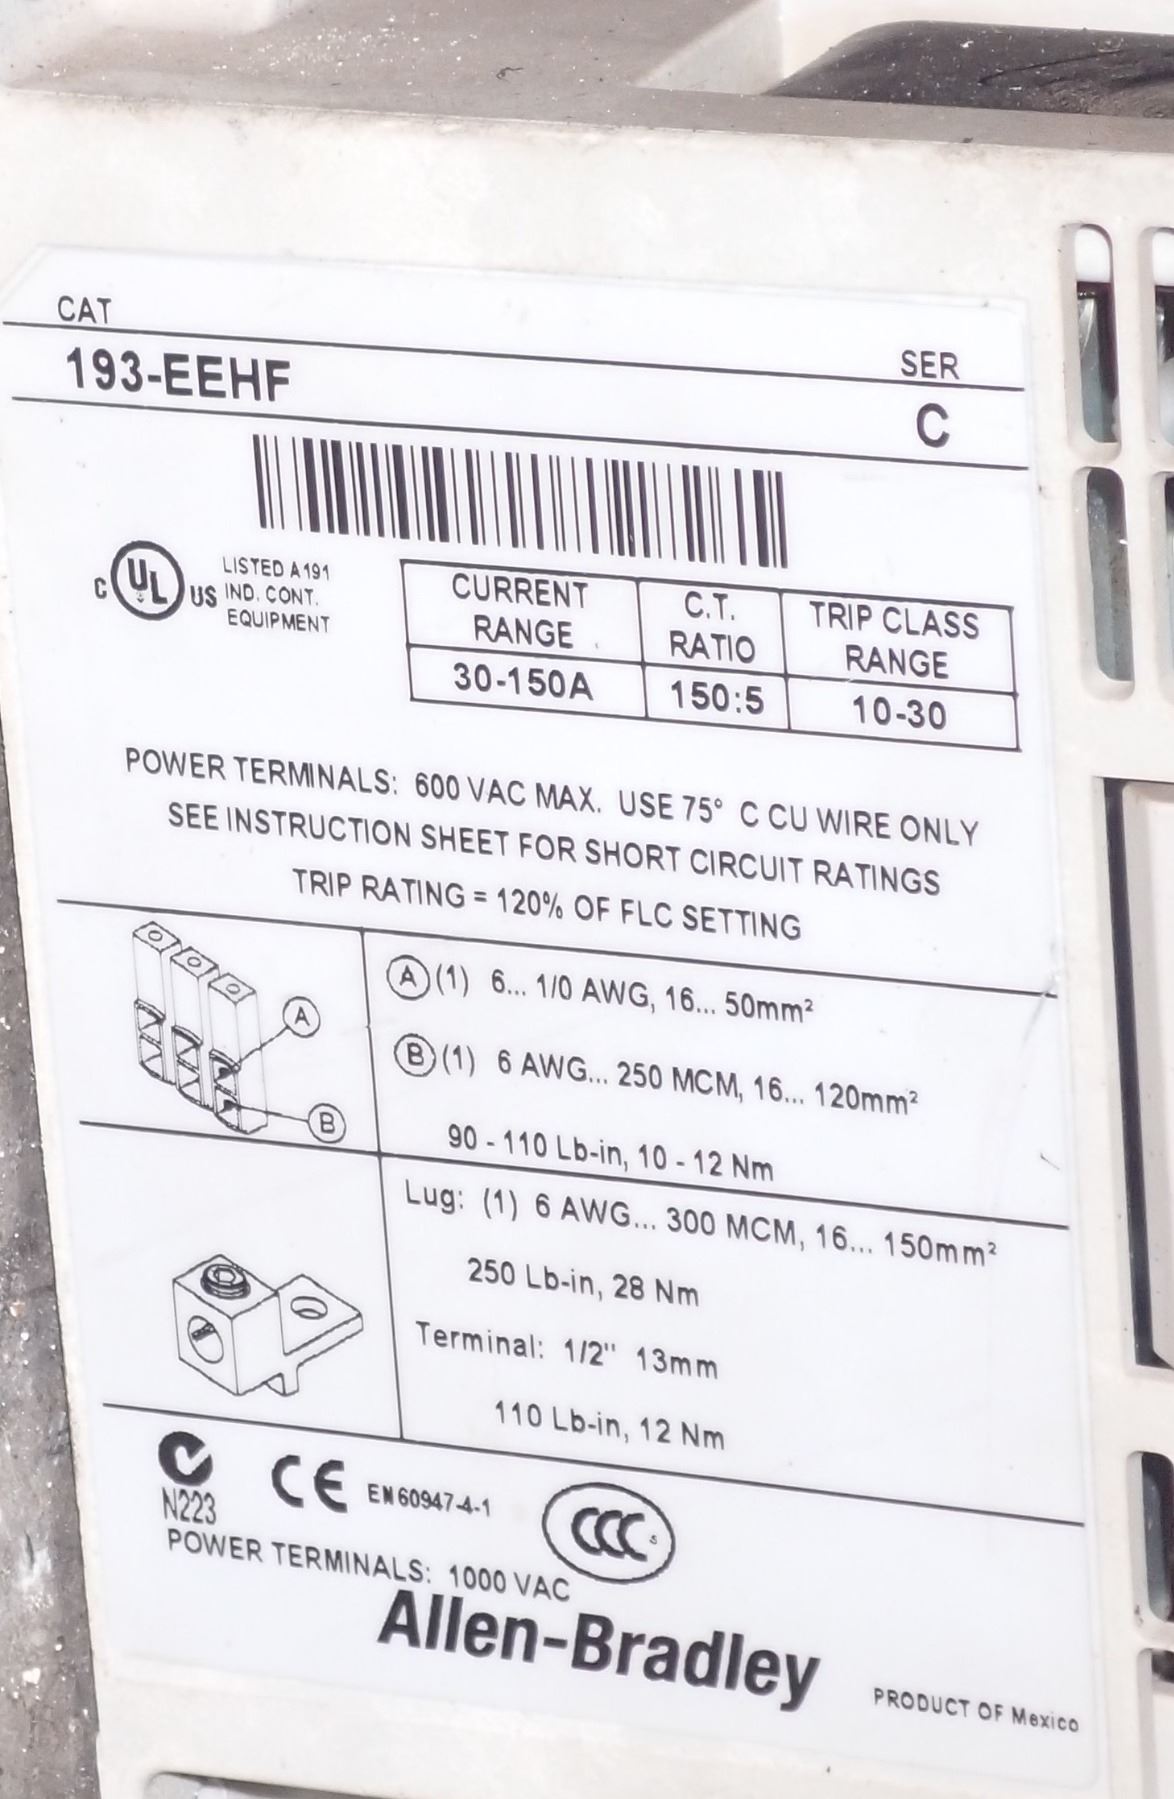 CAT
SER
193-EEHF
C
C UL US
LISTED A191
IND. CONT.
EQUIPMENT
CURRENT RANGE
C.T. RATIO
TRIP CLASS RANGE
30-150A
150:5
10-30
POWER TERMINALS: 600 VAC MAX. USE 75° C CU WIRE ONLY
SEE INSTRUCTION SHEET FOR SHORT CIRCUIT RATINGS
TRIP RATING = 120% OF FLC SETTING
A
B
A (1) 6... 1/0 AWG, 16... 50mm²
B (1) 6 AWG... 250 MCM, 16... 120mm²
90 - 110 Lb-in, 10 - 12 Nm
Lug: (1) 6 AWG... 300 MCM, 16... 150mm²
250 Lb-in, 28 Nm
Terminal: 1/2" 13mm
110 Lb-in, 12 Nm
N223
CE
EN60947-4-1
CCC S
POWER TERMINALS: 1000 VAC
Allen-Bradley
PRODUCT OF Mexico